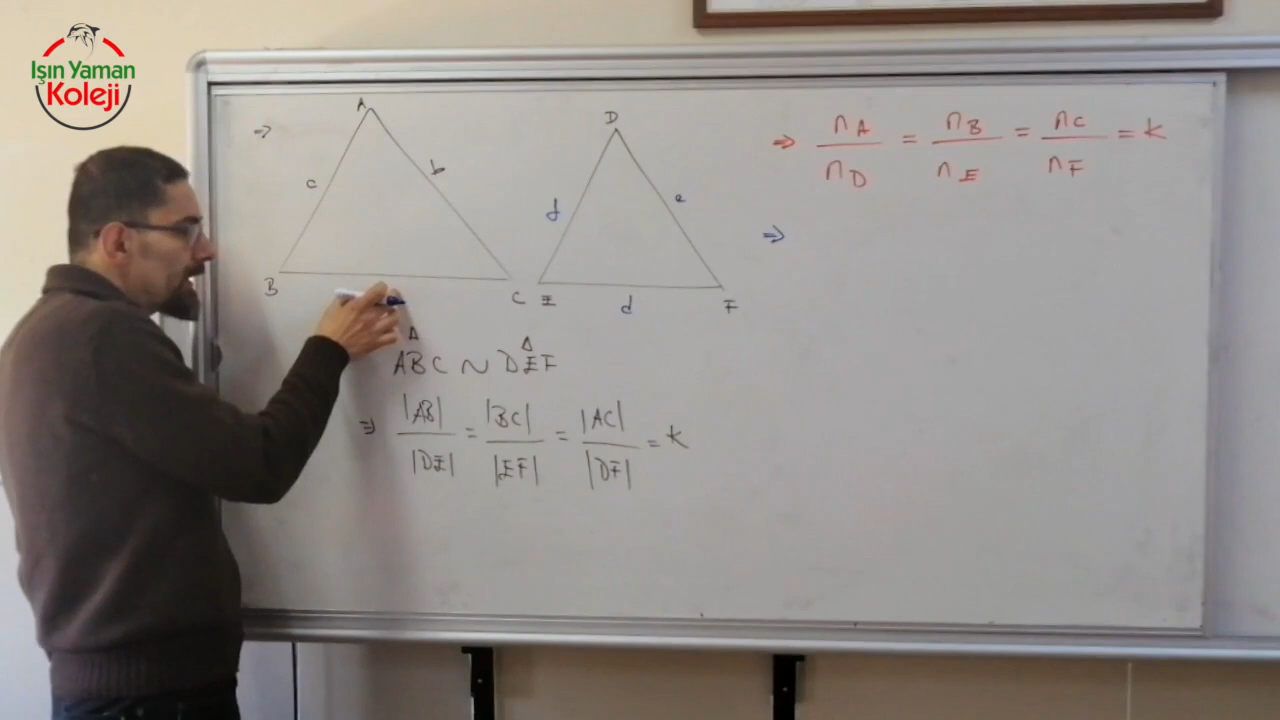 Işın Yaman
Koleji
⇒ A
c b
B C
D
d e
E d F
ABC ~ DEF
⇒ |AB|/|DE| = |BC|/|EF| = |AC|/|DF| = k
⇒ nA/nD = nB/nE = nC/nF = k
⇒